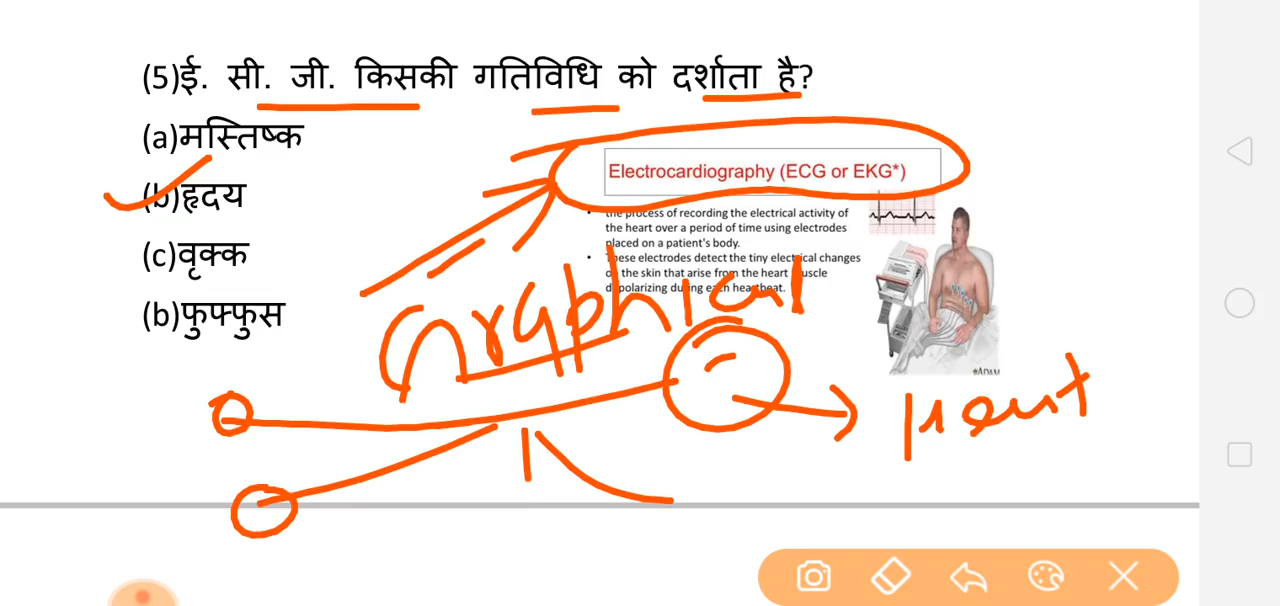 (5)ई. सी. जी. किसकी गतिविधि को दर्शाता है?
(a)मस्तिष्क
(b)हृदय
(c)वृक्क
(b)फुफ्फुस
Electrocardiography (ECG or EKG*)
• the process of recording the electrical activity of
the heart over a period of time using electrodes
placed on a patient's body.
• These electrodes detect the tiny electrical changes
on the skin that arise from the heart muscle
depolarizing during each heartbeat.
*ADAM
Graphical